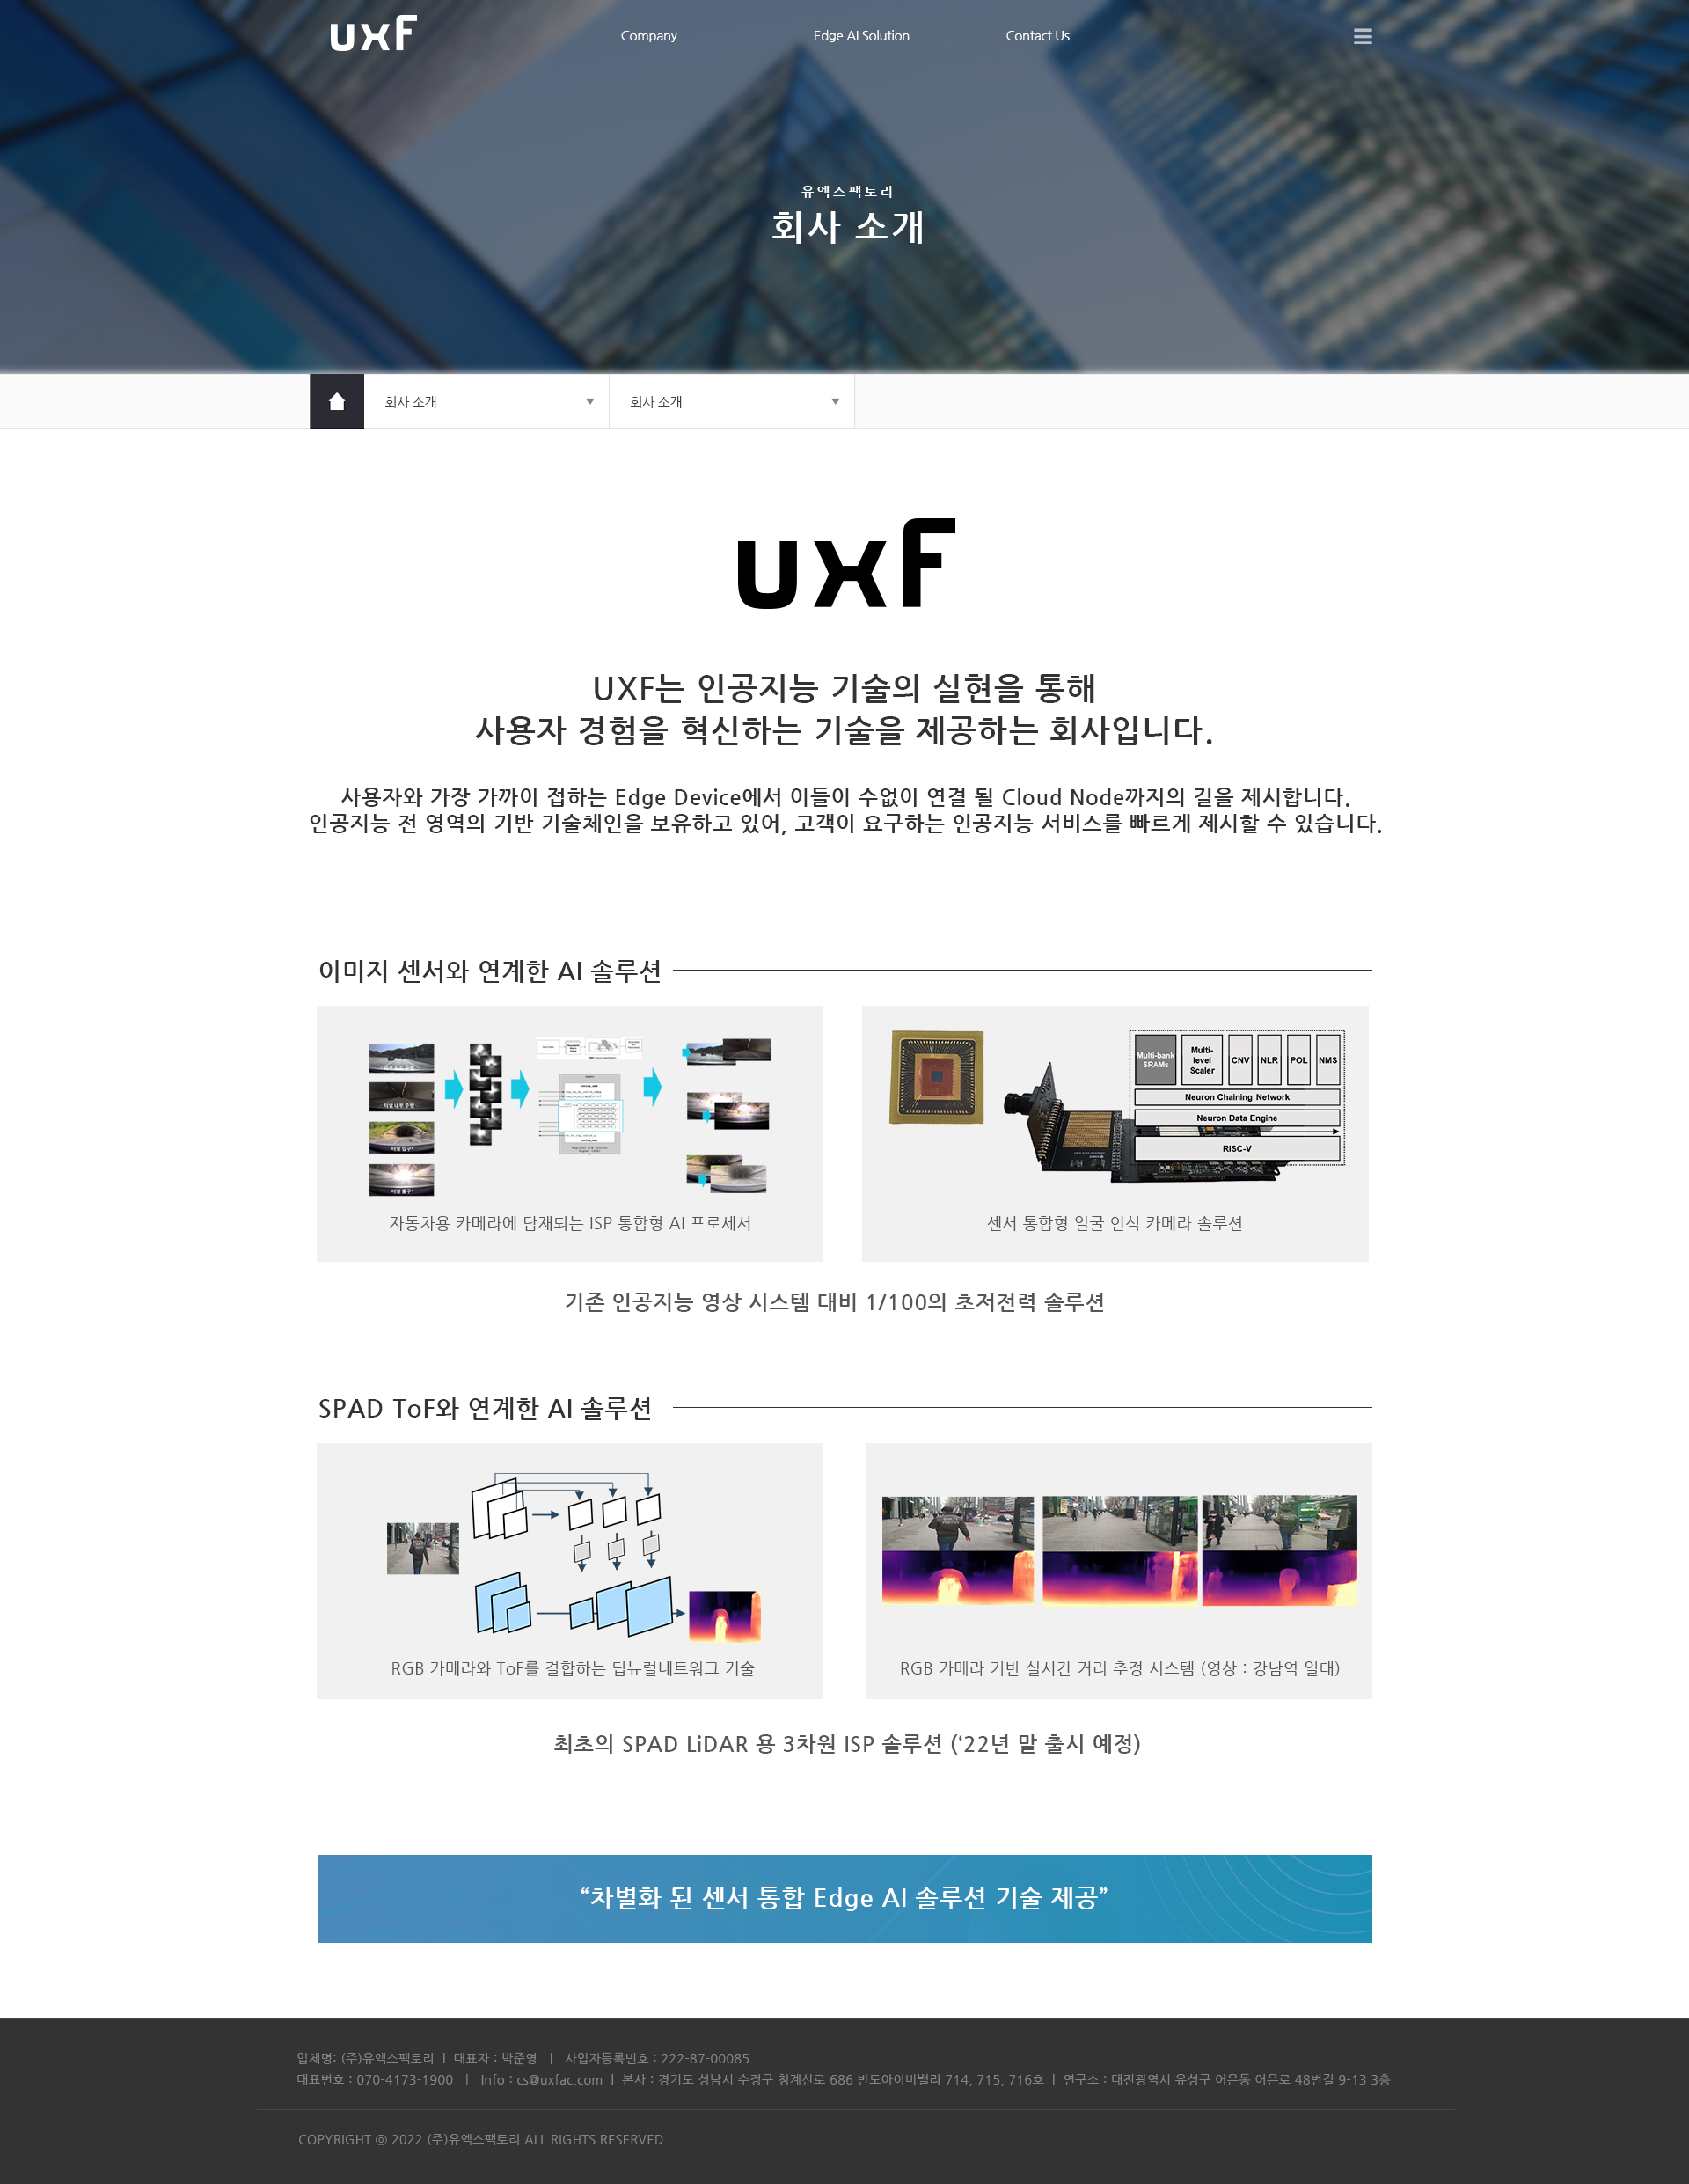 uxF
Company
Edge AI Solution
Contact Us
유엑스팩토리
회사 소개
회사 소개
회사 소개
uxF
UXF는 인공지능 기술의 실현을 통해
사용자 경험을 혁신하는 기술을 제공하는 회사입니다.
사용자와 가장 가까이 접하는 Edge Device에서 이들이 수없이 연결 될 Cloud Node까지의 길을 제시합니다.
인공지능 전 영역의 기반 기술체인을 보유하고 있어, 고객이 요구하는 인공지능 서비스를 빠르게 제시할 수 있습니다.
이미지 센서와 연계한 AI 솔루션
터널 내부 주행
터널 입구*
터널 출구*
자동차용 카메라에 탑재되는 ISP 통합형 AI 프로세서
Multi-bank
SRAMs
Multi-
level
Scaler
CNV
NLR
POL
NMS
Neuron Chaining Network
Neuron Data Engine
RISC-V
센서 통합형 얼굴 인식 카메라 솔루션
기존 인공지능 영상 시스템 대비 1/100의 초저전력 솔루션
SPAD ToF와 연계한 AI 솔루션
RGB 카메라와 ToF를 결합하는 딥뉴럴네트워크 기술
RGB 카메라 기반 실시간 거리 추정 시스템 (영상 : 강남역 일대)
최초의 SPAD LiDAR 용 3차원 ISP 솔루션 (‘22년 말 출시 예정)
“차별화 된 센서 통합 Edge AI 솔루션 기술 제공”
업체명: (주)유엑스팩토리 ㅣ 대표자 : 박준영 | 사업자등록번호 : 222-87-00085
대표번호 : 070-4173-1900 | Info : cs@uxfac.com ㅣ 본사 : 경기도 성남시 수정구 청계산로 686 반도아이비밸리 714, 715, 716호 ㅣ 연구소 : 대전광역시 유성구 어은동 어은로 48번길 9-13 3층
COPYRIGHT ⓒ 2022 (주)유엑스팩토리 ALL RIGHTS RESERVED.